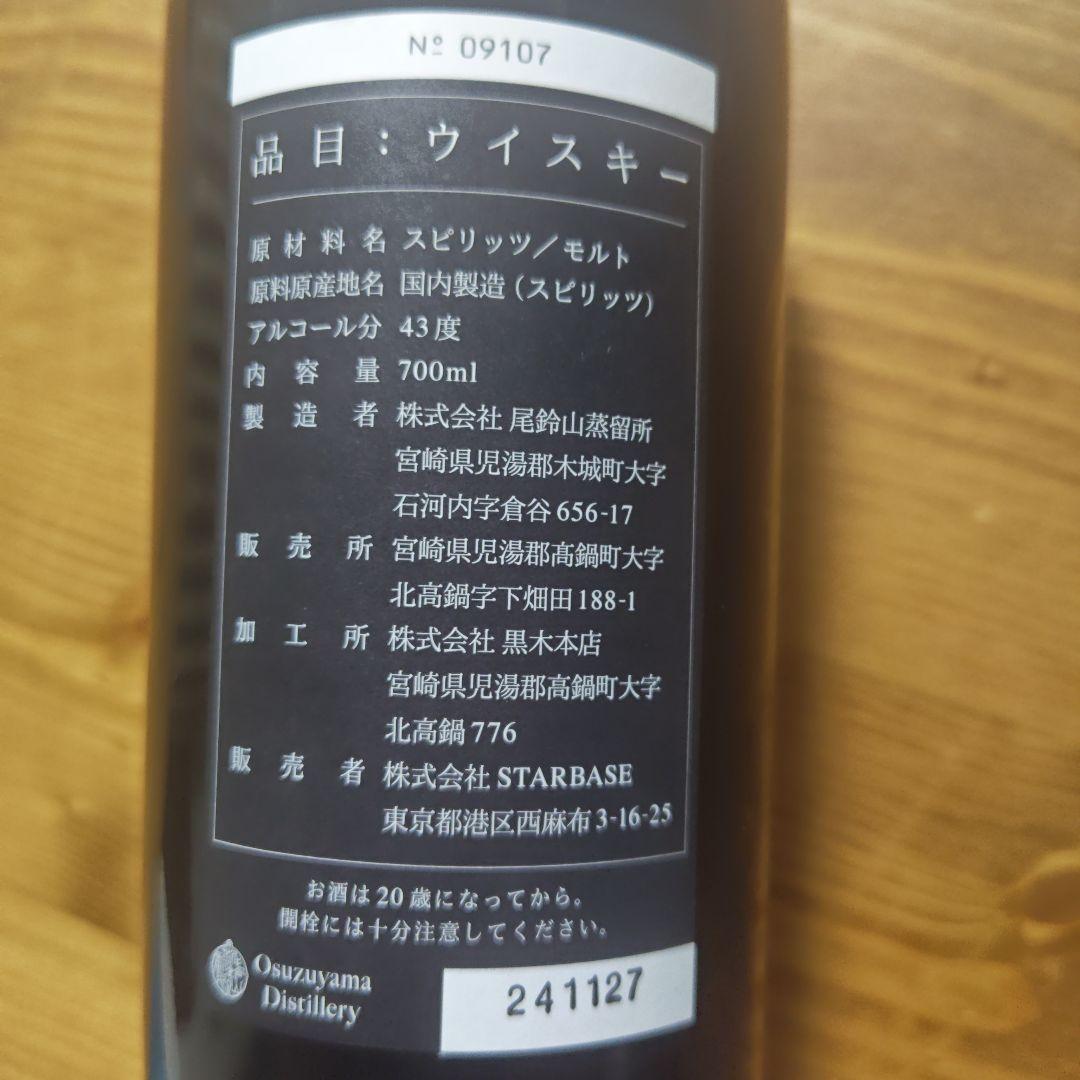 Nº 09107
品目：ウイスキー
原材料名 スピリッツ／モルト
原料原産地名 国内製造（スピリッツ）
アルコール分 43度
内容量 700ml
製造者 株式会社 尾鈴山蒸留所
宮崎県児湯郡木城町大字
石河内字倉谷656-17
販売所 宮崎県児湯郡高鍋町大字
北高鍋字下畑田188-1
加工所 株式会社 黒木本店
宮崎県児湯郡高鍋町大字
北高鍋776
販売者 株式会社 STARBASE
東京都港区西麻布3-16-25
お酒は20歳になってから。
開栓には十分注意してください。
Osuzuyama
Distillery
241127